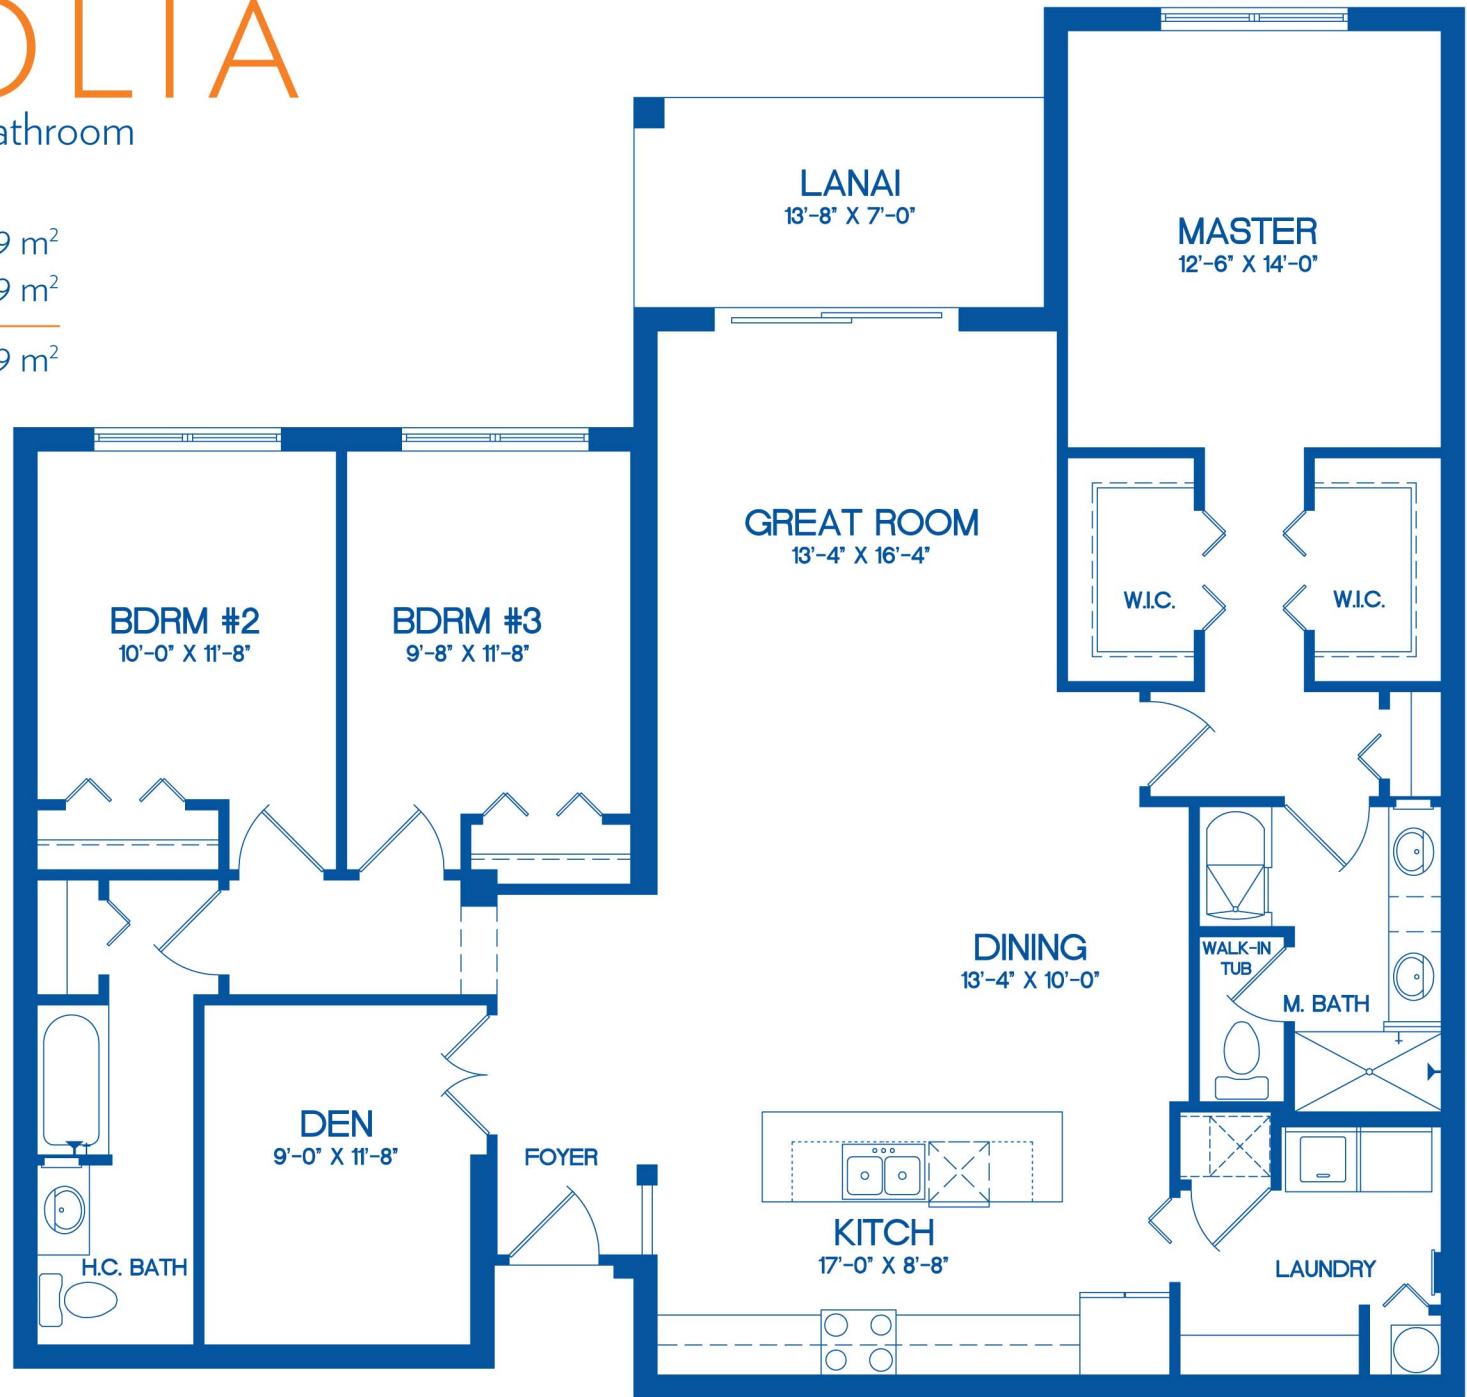 OLIA
athroom
9 m²
9 m²
9 m²
LANAI
13'-8" X 7'-0"
MASTER
12'-6" X 14'-0"
GREAT ROOM
13'-4" X 16'-4"
W.I.C.
W.I.C.
BDRM #2
10'-0" X 11'-8"
BDRM #3
9'-8" X 11'-8"
DINING
13'-4" X 10'-0"
WALK-IN
TUB
M. BATH
DEN
9'-0" X 11'-8"
FOYER
KITCH
17'-0" X 8'-8"
H.C. BATH
LAUNDRY